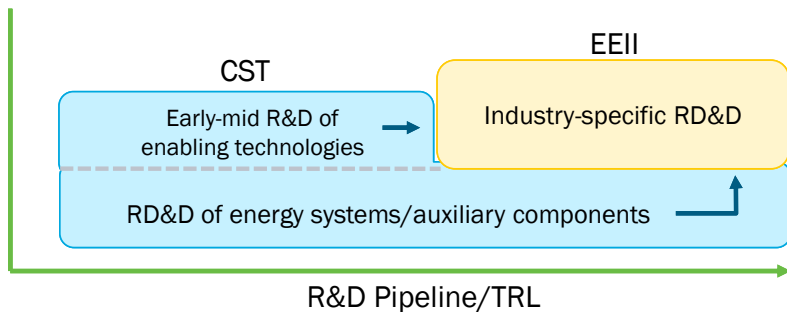 EEII
CST
Early-mid R&D of
enabling technologies
Industry-specific RD&D
RD&D of energy systems/auxiliary components
R&D Pipeline/TRL